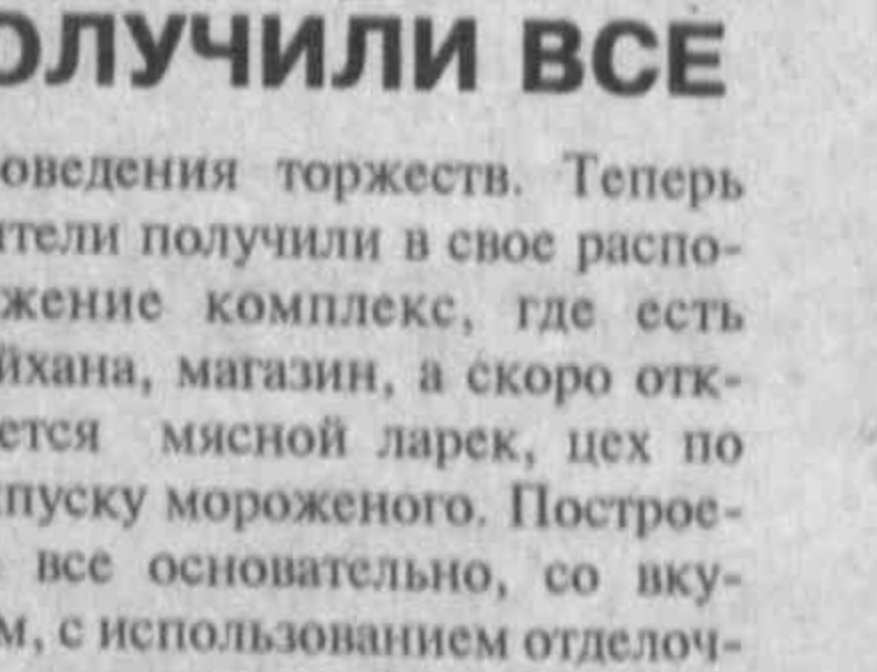 ОЛУЧИЛИ ВСЕ
оведения торжеств. Теперь
ители получили в свое распо-
жение комплекс, где есть
йхана, магазин, а скоро отк-
ется мясной ларек, цех по
пуску мороженого. Построе-
все основательно, со вку-
м, с использованием отделоч-